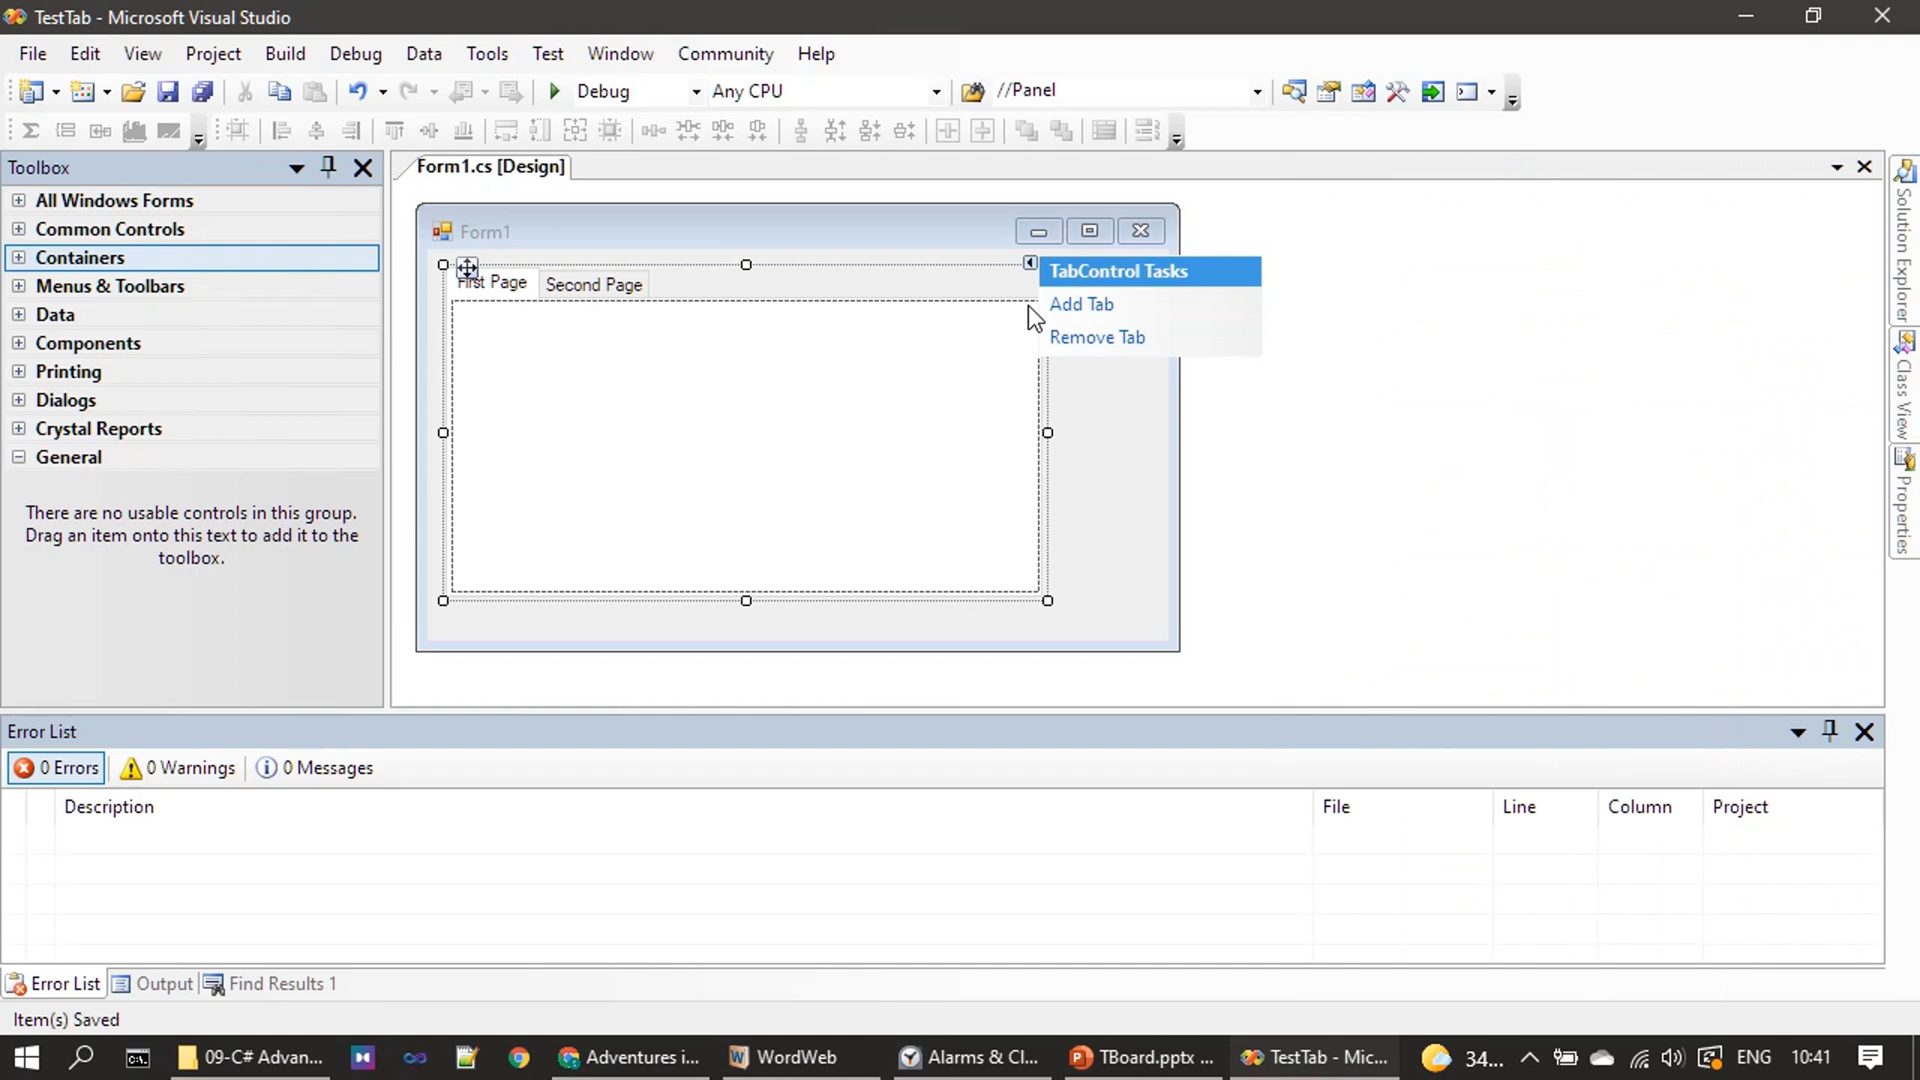 TestTab - Microsoft Visual Studio
File Edit View Project Build Debug Data Tools Test Window Community Help
Debug Any CPU //Panel
Toolbox
All Windows Forms
Common Controls
Containers
Menus & Toolbars
Data
Components
Printing
Dialogs
Crystal Reports
General
There are no usable controls in this group.
Drag an item onto this text to add it to the
toolbox.
Form1.cs [Design]
Form1
First Page Second Page
TabControl Tasks
Add Tab
Remove Tab
Solution Explorer
Class View
Properties
Error List
0 Errors 0 Warnings 0 Messages
Description File Line Column Project
Error List Output Find Results 1
Item(s) Saved
09-C# Advan... Adventures i... WordWeb Alarms & Cl... TBoard.pptx ... TestTab - Mic... 34... ENG 10:41